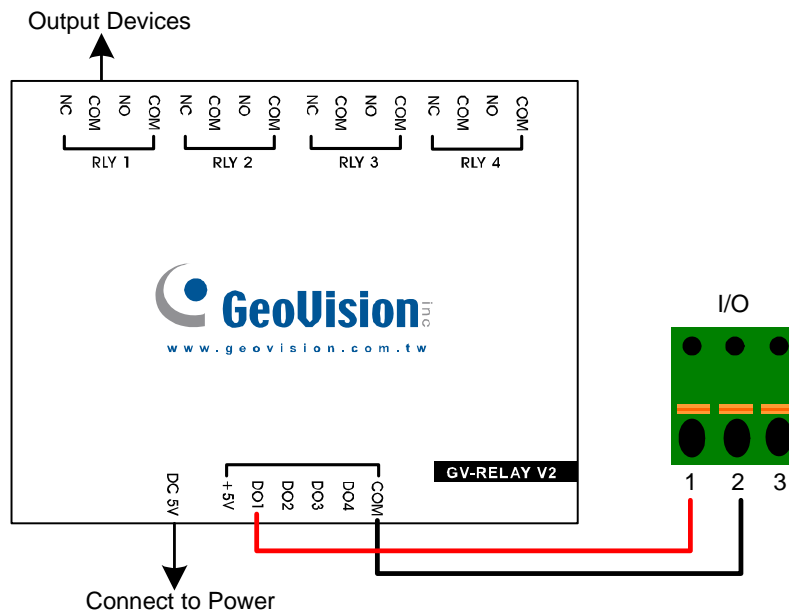 Output Devices
NC COM NO COM NC COM NO COM NC COM NO COM NC COM NO COM
RLY 1 RLY 2 RLY 3 RLY 4
GeoVision inc
www.geovision.com.tw
I/O
GV-RELAY V2
DC 5V +5V DO1 DO2 DO3 DO4 COM
1 2 3
Connect to Power